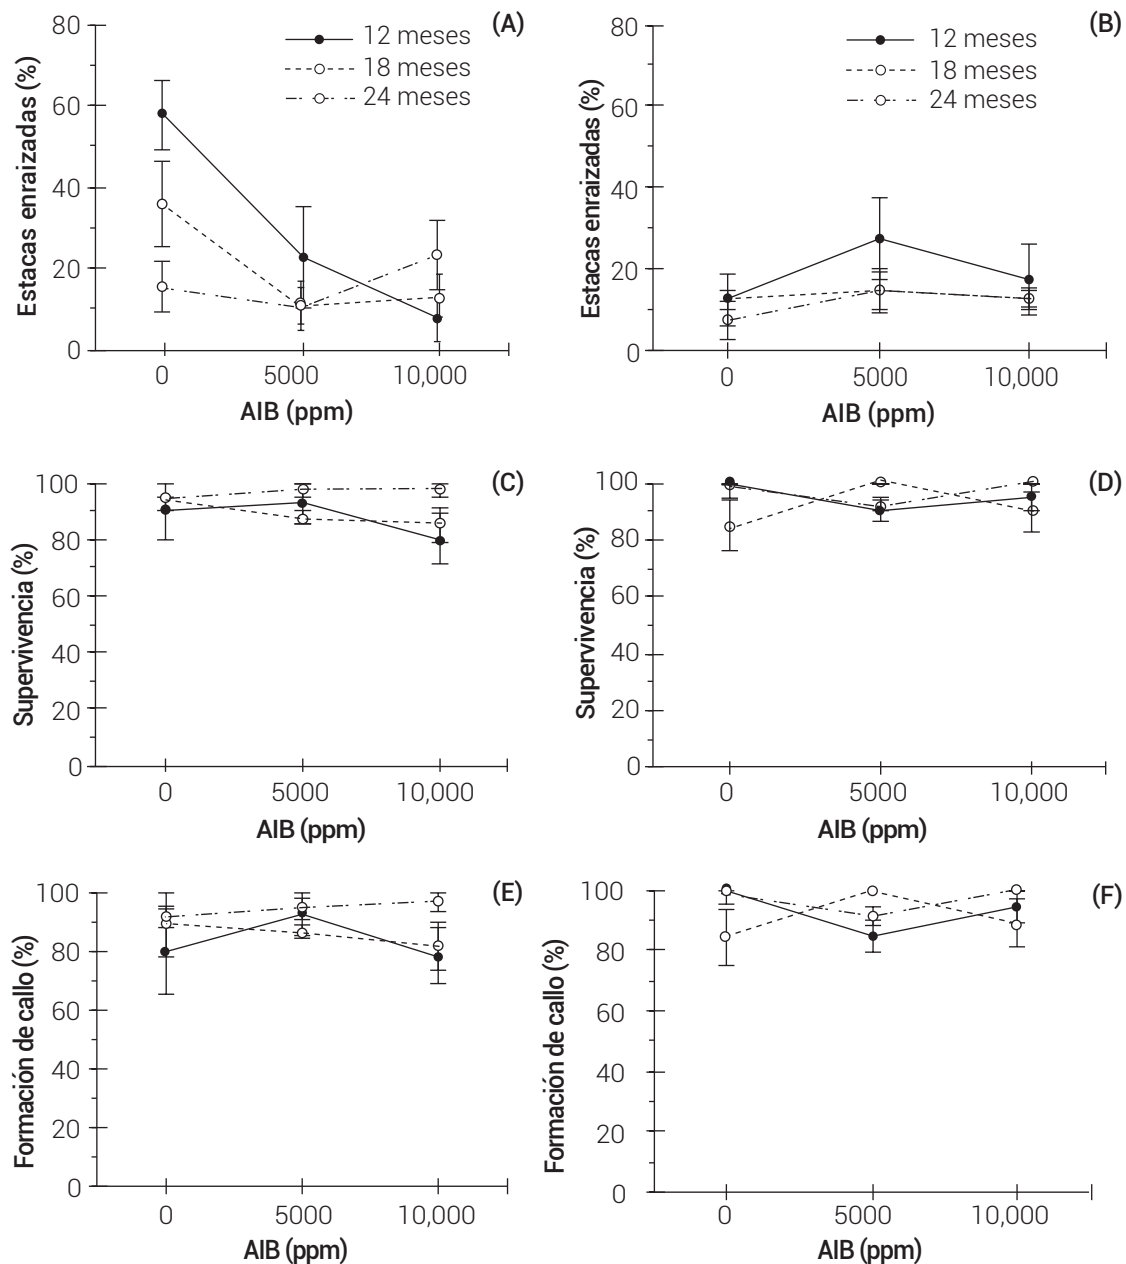 (A)
12 meses
18 meses
24 meses
Estacas enraizadas (%)
80
60
40
20
0
0 5000 10,000
AIB (ppm)
(B)
12 meses
18 meses
24 meses
Estacas enraizadas (%)
80
60
40
20
0
0 5000 10,000
AIB (ppm)
(C)
Supervivencia (%)
100
80
60
40
20
0
0 5000 10,000
AIB (ppm)
(D)
Supervivencia (%)
100
80
60
40
20
0
0 5000 10,000
AIB (ppm)
(E)
Formación de callo (%)
100
80
60
40
20
0
0 5000 10,000
AIB (ppm)
(F)
Formación de callo (%)
100
80
60
40
20
0
0 5000 10,000
AIB (ppm)